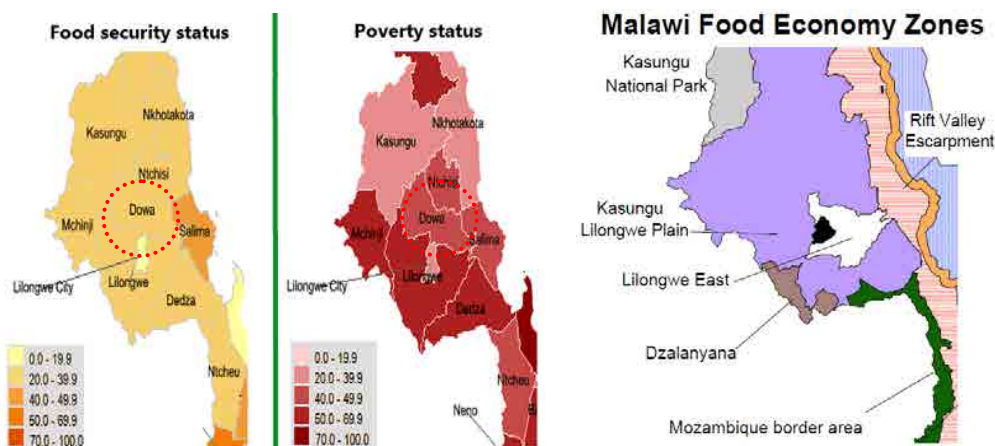 Food security status
Kasungu
Nkhotakota
Ntchisi
Dowa
Mchinji
Salima
Lilongwe City
Lilongwe
Dedza
Ntcheu
0.0 - 19.9
20.0 - 39.9
40.0 - 49.9
50.0 - 69.9
70.0 - 100.0
Poverty status
Nkhotakota
Kasungu
Ntchisi
Dowa
Mchinji
Salima
Lilongwe
Lilongwe City
Dedza
Ntcheu
Neno
0.0 - 19.9
20.0 - 39.9
40.0 - 49.9
50.0 - 69.9
70.0 - 100.0
Malawi Food Economy Zones
Kasungu
National Park
Rift Valley
Escarpment
Kasungu
Lilongwe Plain
Lilongwe East
Dzalanyana
Mozambique border area